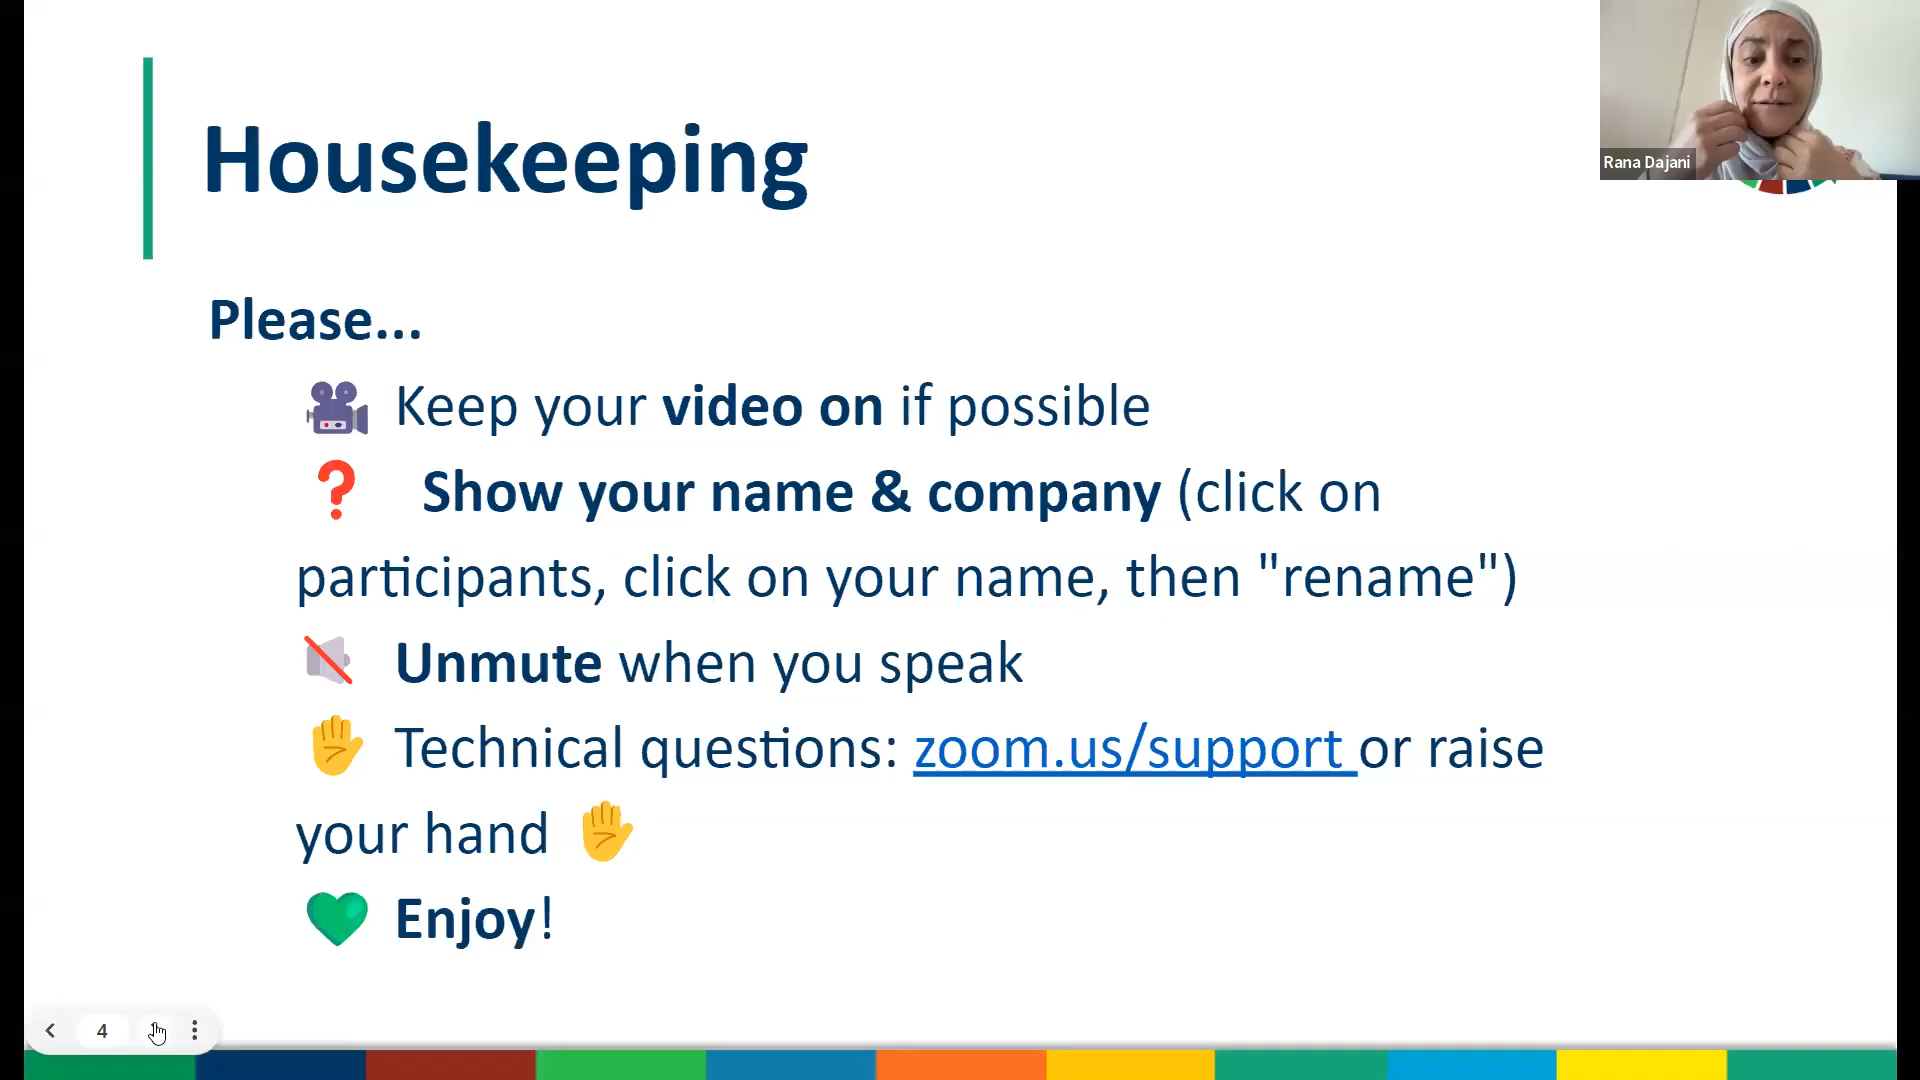 Housekeeping
Rana Dajani
Please...
🎥 Keep your video on if possible
❓ Show your name & company (click on
participants, click on your name, then "rename")
🔇 Unmute when you speak
✋ Technical questions: zoom.us/support or raise
your hand ✋
💚 Enjoy!
4